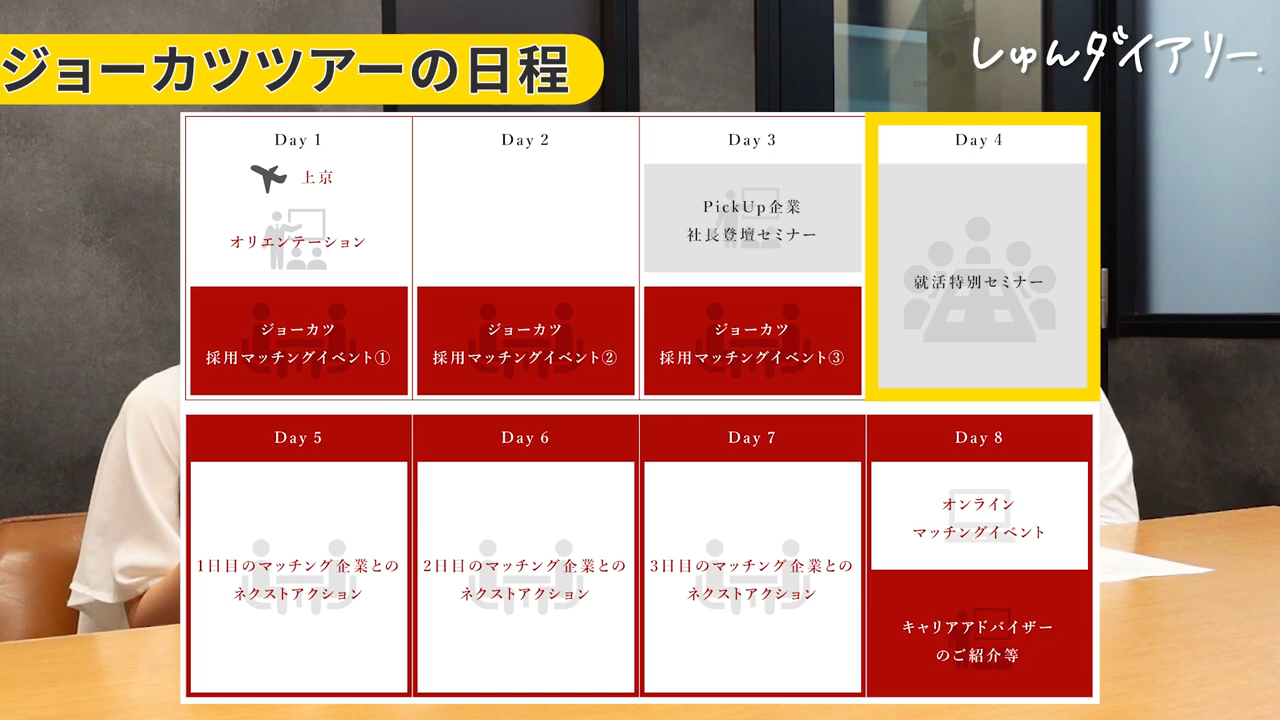 ジョーカツツアーの日程
しゅんダイアリー.
Day 1
上京
オリエンテーション
ジョーカツ
採用マッチングイベント①
Day 2
ジョーカツ
採用マッチングイベント②
Day 3
PickUp企業
社長登壇セミナー
ジョーカツ
採用マッチングイベント③
Day 4
就活特別セミナー
Day 5
1日目のマッチング企業との
ネクストアクション
Day 6
2日目のマッチング企業との
ネクストアクション
Day 7
3日目のマッチング企業との
ネクストアクション
Day 8
オンライン
マッチングイベント
キャリアアドバイザー
のご紹介等